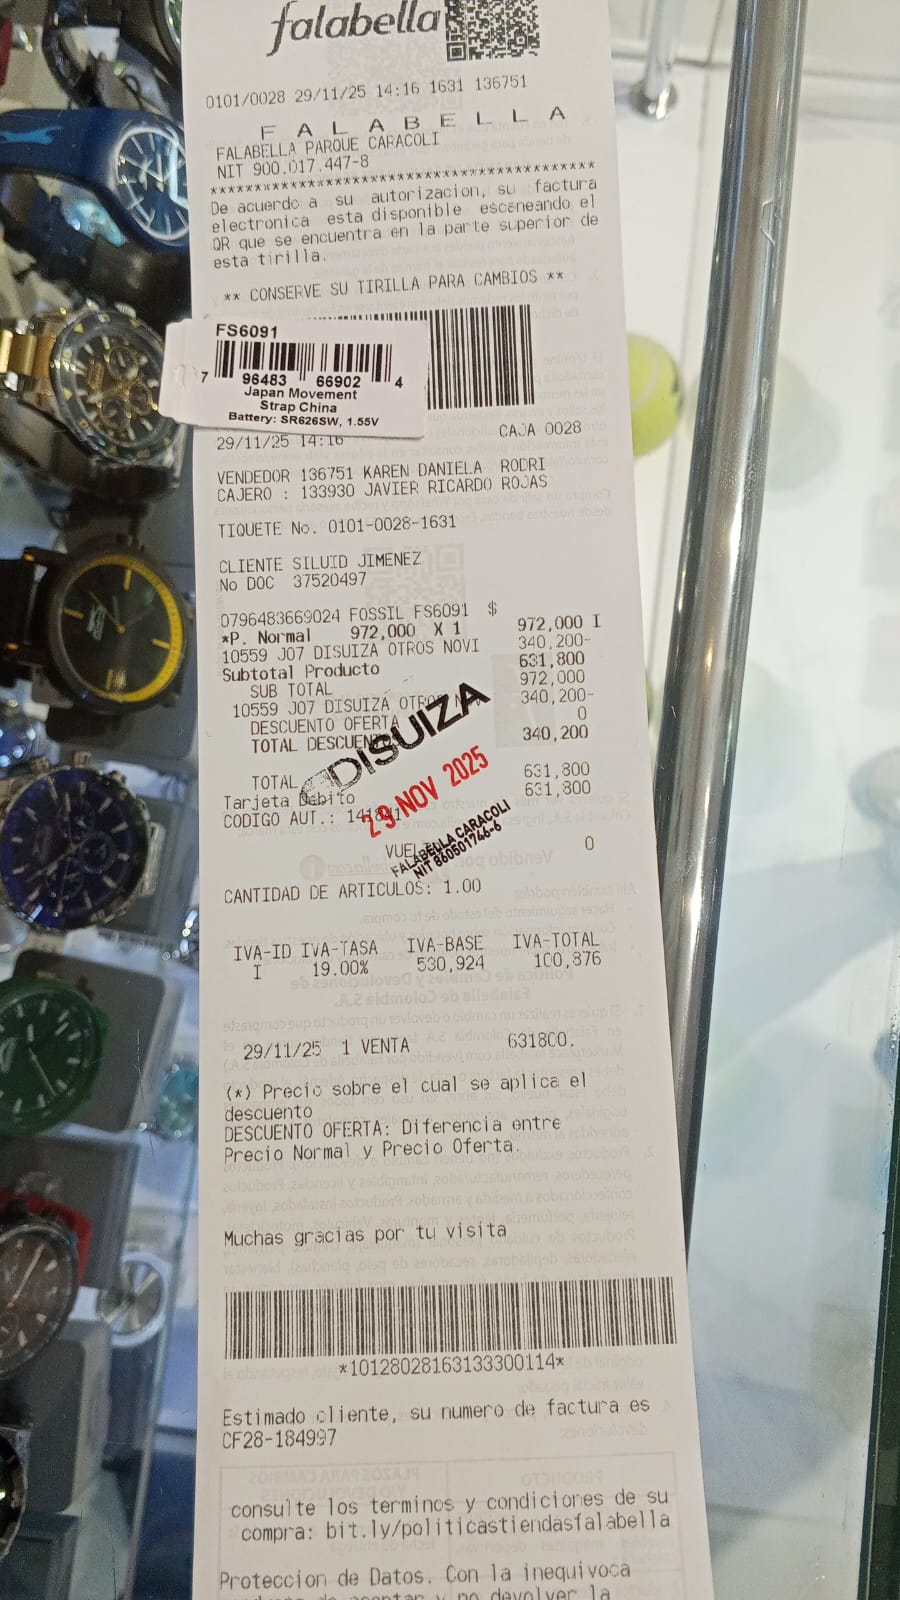 falabella
0101/0028 29/11/25 14:16 1631 136751
F A L A B E L L A
FALABELLA PARQUE CARACOLI
NIT 900.017.447-8
******************************************
De acuerdo a su autorizacion, su factura
electronica esta disponible escaneando el
QR que se encuentra en la parte superior de
esta tirilla.
** CONSERVE SU TIRILLA PARA CAMBIOS **
FS6091
7 96483 66902 4
Japan Movement
Strap China
Battery: SR626SW, 1.55V
29/11/25 14:16 CAJA 0028
VENDEDOR 136751 KAREN DANIELA RODRI
CAJERO : 133930 JAVIER RICARDO ROJAS
TIQUETE No. 0101-0028-1631
CLIENTE SILUID JIMENEZ
No DOC 37520497
0796483669024 FOSSIL FS6091 $
*P. Normal 972,000 X 1 972,000 I
10559 J07 DISUIZA OTROS NOVI 340,200-
Subtotal Producto 631,800
SUB TOTAL 972,000
10559 J07 DISUIZA 340,200-
DESCUENTO OFERTA 0
TOTAL 340,200
DISUIZA
29 NOV 2025
FALABELLA CARACOLI
NIT 860501746-6
TOTAL 631,800
Tarjeta Débito 631,800
CODIGO AUT.:
0
CANTIDAD DE ARTICULOS: 1.00
IVA-ID IVA-TASA IVA-BASE IVA-TOTAL
I 19.00% 530,924 100,876
29/11/25 1 VENTA 631800.
(*) Precio sobre el cual se aplica el
descuento
DESCUENTO OFERTA: Diferencia entre
Precio Normal y Precio Oferta.
Muchas gracias por tu visita
*10128028163133300114*
Estimado cliente, su numero de factura es
CF28-184997
consulte los terminos y condiciones de su
compra: bit.ly/politicastiendasfalabella
Proteccion de Datos. Con la inequivoca
aceptar y no devolver la